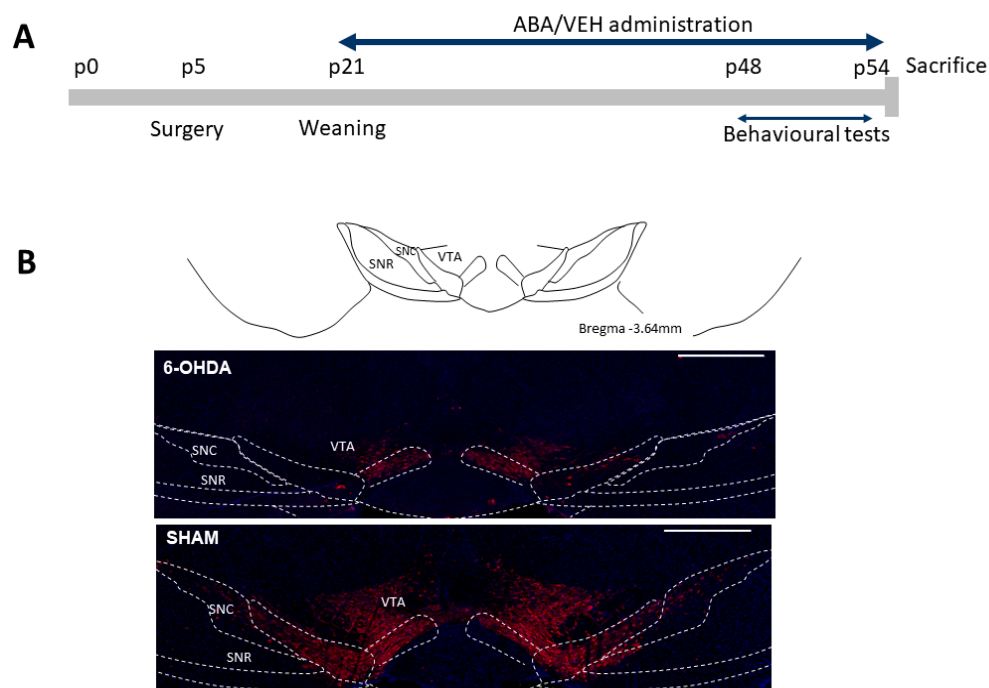 A
ABA/VEH administration
p0 p5 p21 p48 p54 Sacrifice
Surgery Weaning Behavioural tests
B
SNR SNC VTA
Bregma -3.64mm
6-OHDA
VTA
SNC
SNR
SHAM
VTA
SNC
SNR